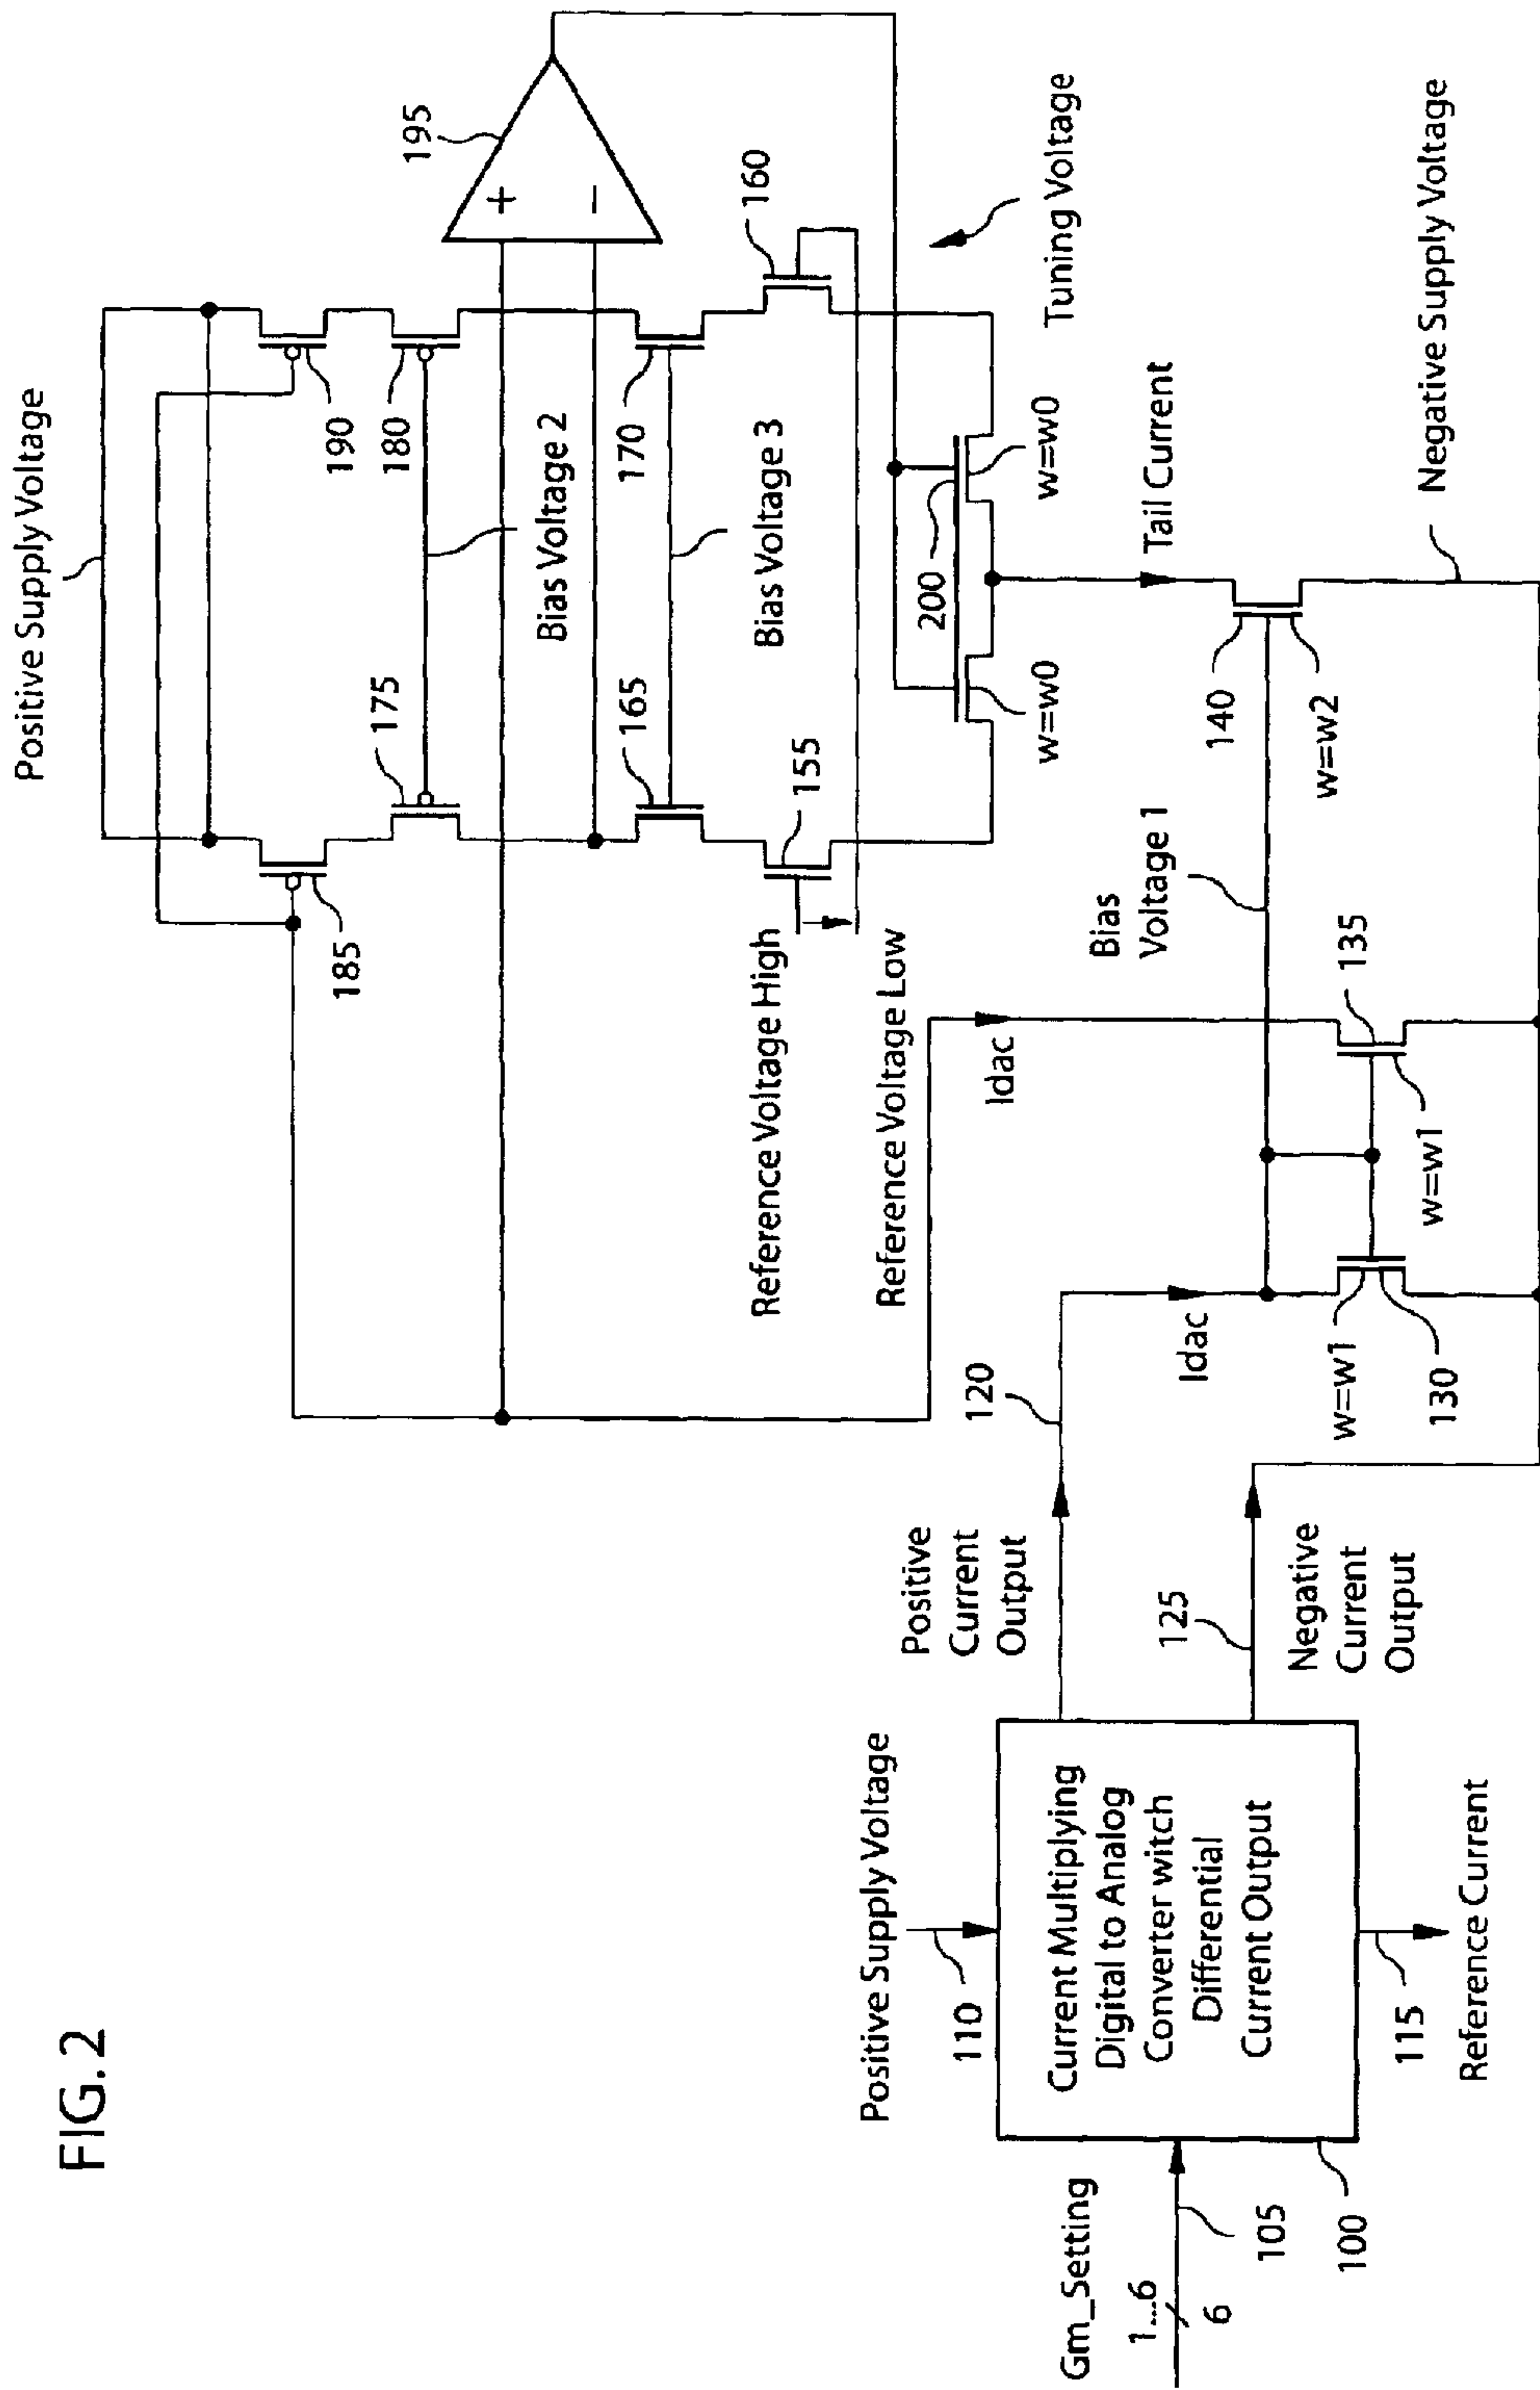 FIG.2
Gm_Setting
1...6
6
105
100
Positive Supply Voltage
110
Current Multiplying
Digital to Analog
Converter witch
Differential
Current Output
115
Reference Current
Positive
Current
Output
120
125
Negative
Current
Output
Idac
w=w1
130
Idac
135
w=w1
Bias
Voltage 1
140
w=w2
Tail Current
Negative Supply Voltage
Positive Supply Voltage
185
175
190
180
Bias Voltage 2
165
170
Bias Voltage 3
155
160
Reference Voltage High
Reference Voltage Low
195
+
−
200
w=w0
w=w0
Tuning Voltage